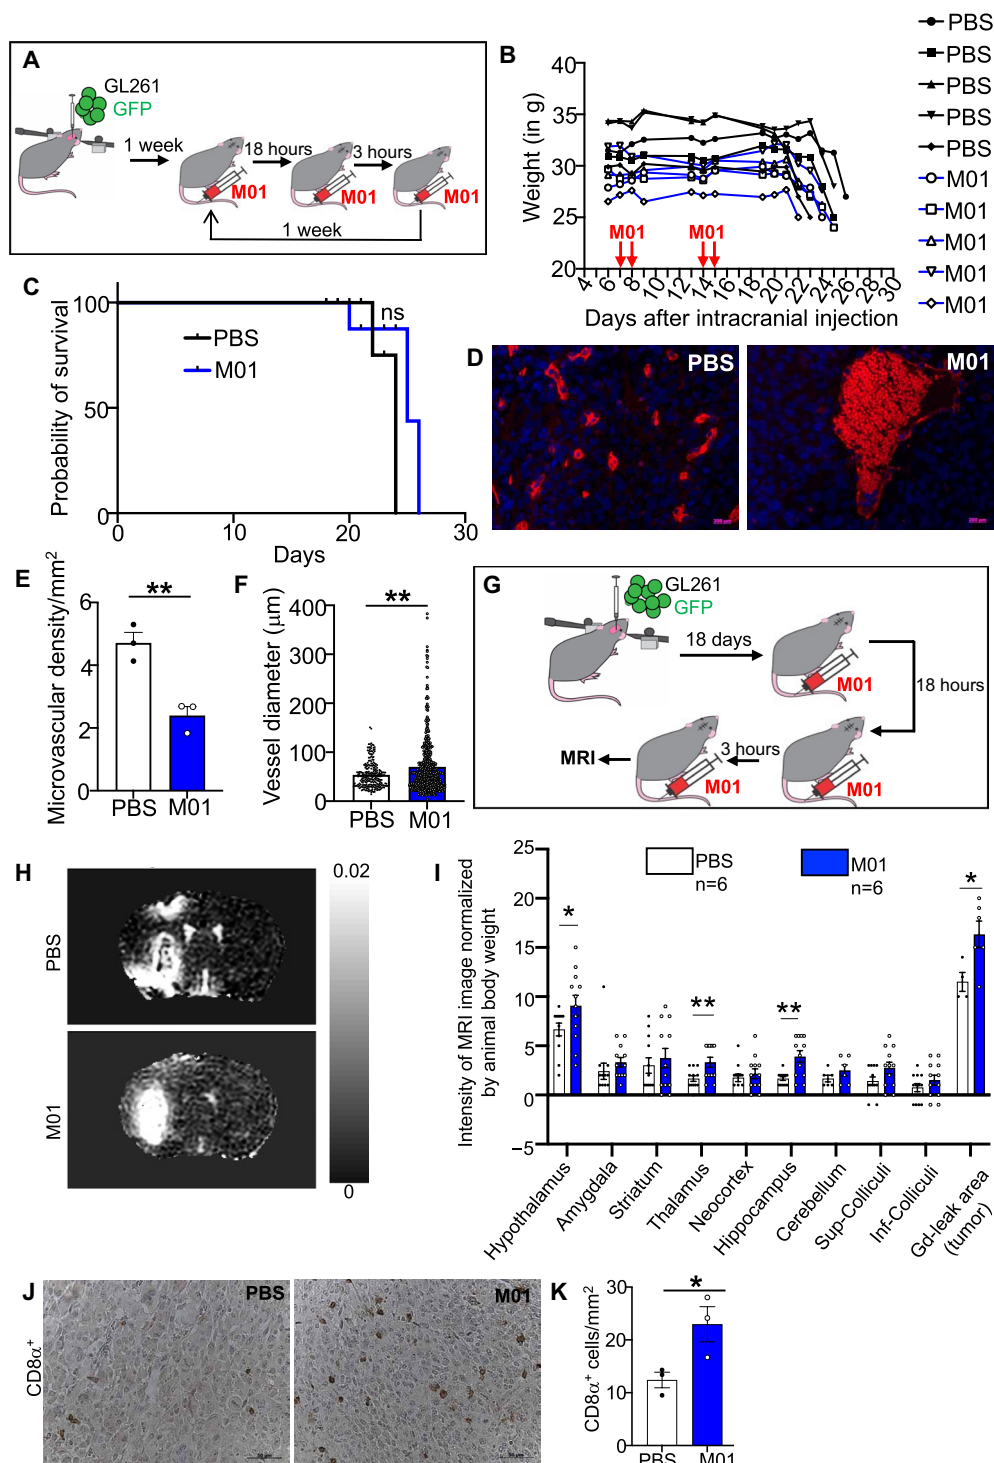 A
GL261
GFP
1 week
18 hours
3 hours
M01
M01
M01
1 week
B
Weight (in g)
40
35
30
25
20
M01
M01
4 6 8 10 12 14 16 18 20 22 24 26 28 30
Days after intracranial injection
PBS
PBS
PBS
PBS
PBS
M01
M01
M01
M01
M01
C
Probability of survival
100
50
0
ns
PBS
M01
0 10 20 30
Days
D
PBS
M01
E
Microvascular density/mm²
6
4
2
0
**
PBS M01
F
Vessel diameter (μm)
400
300
200
100
0
**
PBS M01
G
GL261
GFP
18 days
M01
18 hours
MRI
3 hours
M01
M01
H
PBS
M01
0.02
0
I
Intensity of MRI image normalized
by animal body weight
25
20
15
10
5
0
−5
PBS
n=6
M01
n=6
*
**
**
*
Hypothalamus
Amygdala
Striatum
Thalamus
Neocortex
Hippocampus
Cerebellum
Sup-Colliculi
Inf-Colliculi
Gd-leak area
(tumor)
J
CD8α⁺
PBS
M01
K
CD8α⁺ cells/mm²
30
20
10
0
*
PBS M01